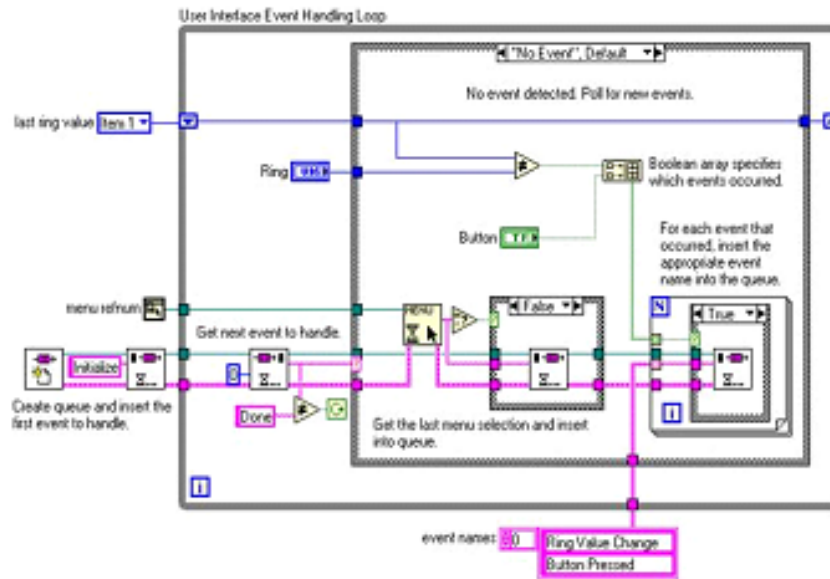 User Interface Event Handling Loop
"No Event", Default
No event detected. Poll for new events.
last ring value
Item 1
Ring
Boolean array specifies
which events occurred.
Button
TF
For each event that
occurred, insert the
appropriate event
name into the queue.
menu refnum
MENU
False
N
True
Get next event to handle.
Initialize
0
Done
Create queue and insert the
first event to handle.
Get the last menu selection and insert
into queue.
i
i
event names
0
Ring Value Change
Button Pressed